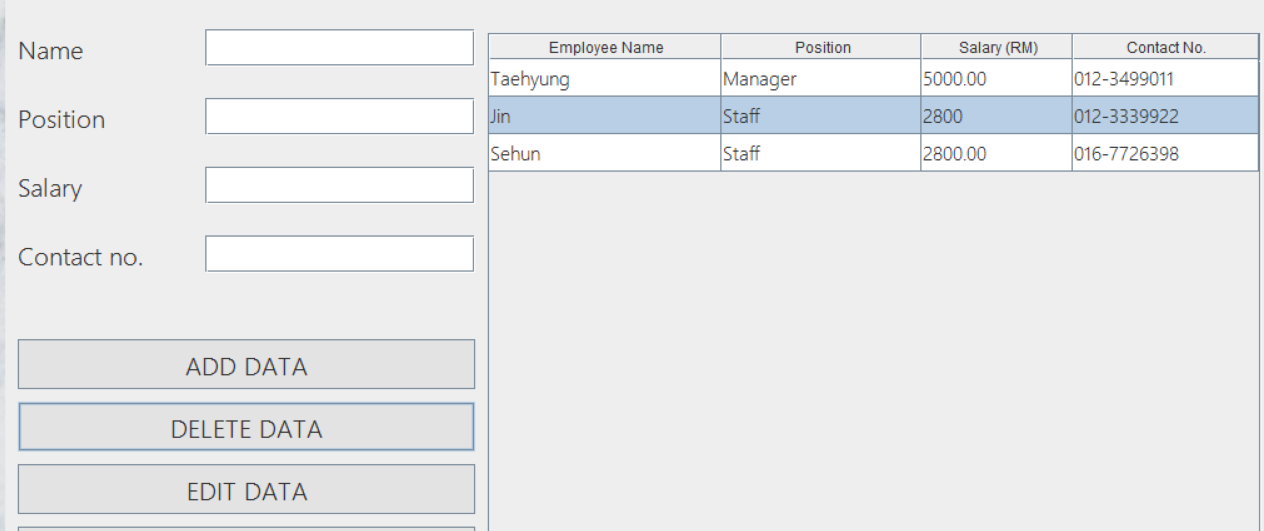 Name
Position
Salary
Contact no.
ADD DATA
DELETE DATA
EDIT DATA
Employee Name Position Salary (RM) Contact No.
Taehyung Manager 5000.00 012-3499011
Jin Staff 2800 012-3339922
Sehun Staff 2800.00 016-7726398